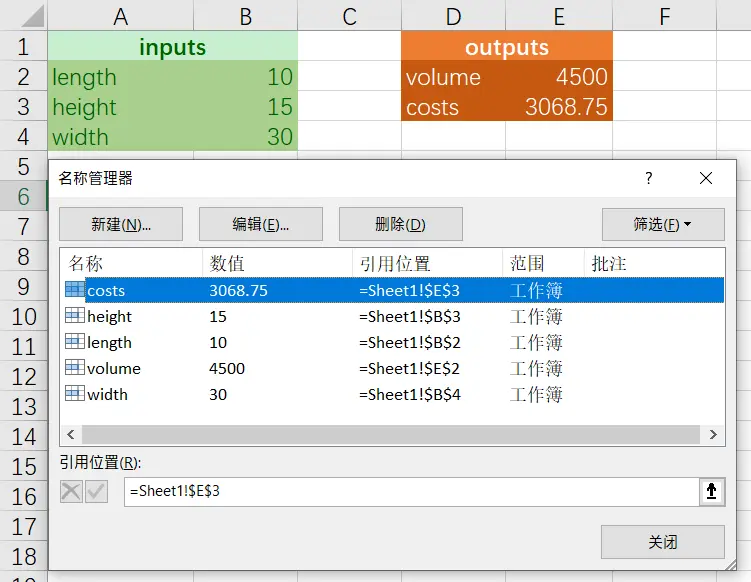 A B C D E F
1 inputs outputs
2 length 10 volume 4500
3 height 15 costs 3068.75
4 width 30
5
名称管理器 ? ×
6
7 新建(N)... 编辑(E)... 删除(D) 筛选(F)
8 名称 数值 引用位置 范围 批注
9 costs 3068.75 =Sheet1!$E$3 工作簿
10 height 15 =Sheet1!$B$3 工作簿
11 length 10 =Sheet1!$B$2 工作簿
12 volume 4500 =Sheet1!$E$2 工作簿
13 width 30 =Sheet1!$B$4 工作簿
14
15 引用位置(R):
16 =Sheet1!$E$3
17
关闭
18